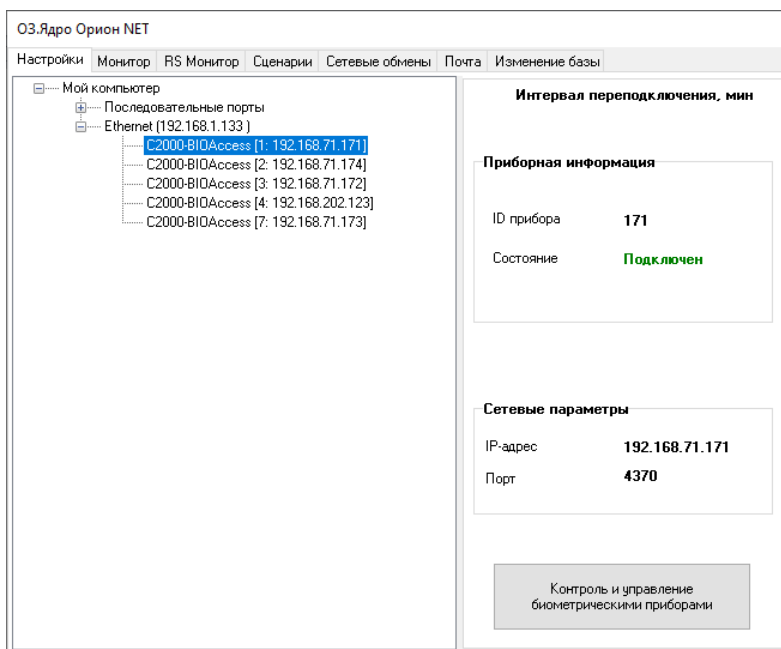 ОЗ.Ядро Орион NET
Настройки Монитор RS Монитор Сценарии Сетевые обмены Почта Изменение базы
Мой компьютер
Последовательные порты
Ethernet (192.168.1.133 )
C2000-BIOAccess [1: 192.168.71.171]
C2000-BIOAccess [2: 192.168.71.174]
C2000-BIOAccess [3: 192.168.71.172]
C2000-BIOAccess [4: 192.168.202.123]
C2000-BIOAccess [7: 192.168.71.173]
Интервал переподключения, мин
Приборная информация
ID прибора 171
Состояние Подключен
Сетевые параметры
IP-адрес 192.168.71.171
Порт 4370
Контроль и управление
биометрическими приборами